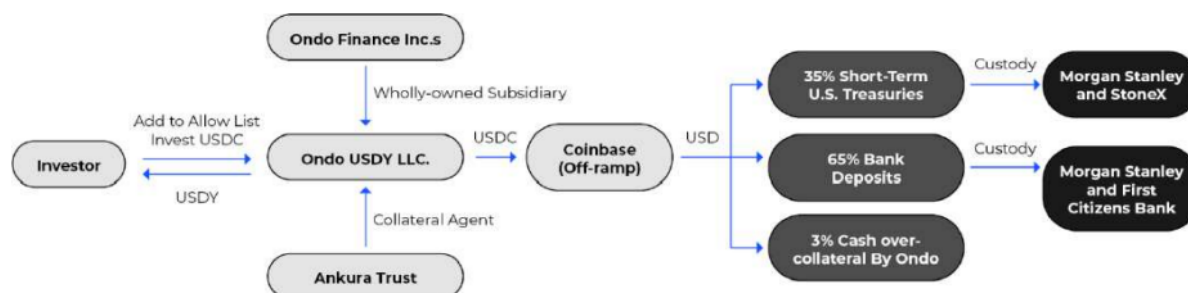 Ondo Finance Inc.s
Wholly-owned Subsidiary
Add to Allow List
Invest USDC
Investor
USDY
Ondo USDY LLC.
Collateral Agent
Ankura Trust
USDC
Coinbase
(Off-ramp)
USD
35% Short-Term
U.S. Treasuries
Custody
Morgan Stanley
and StoneX
65% Bank
Deposits
Custody
Morgan Stanley
and First
Citizens Bank
3% Cash over-
collateral By Ondo